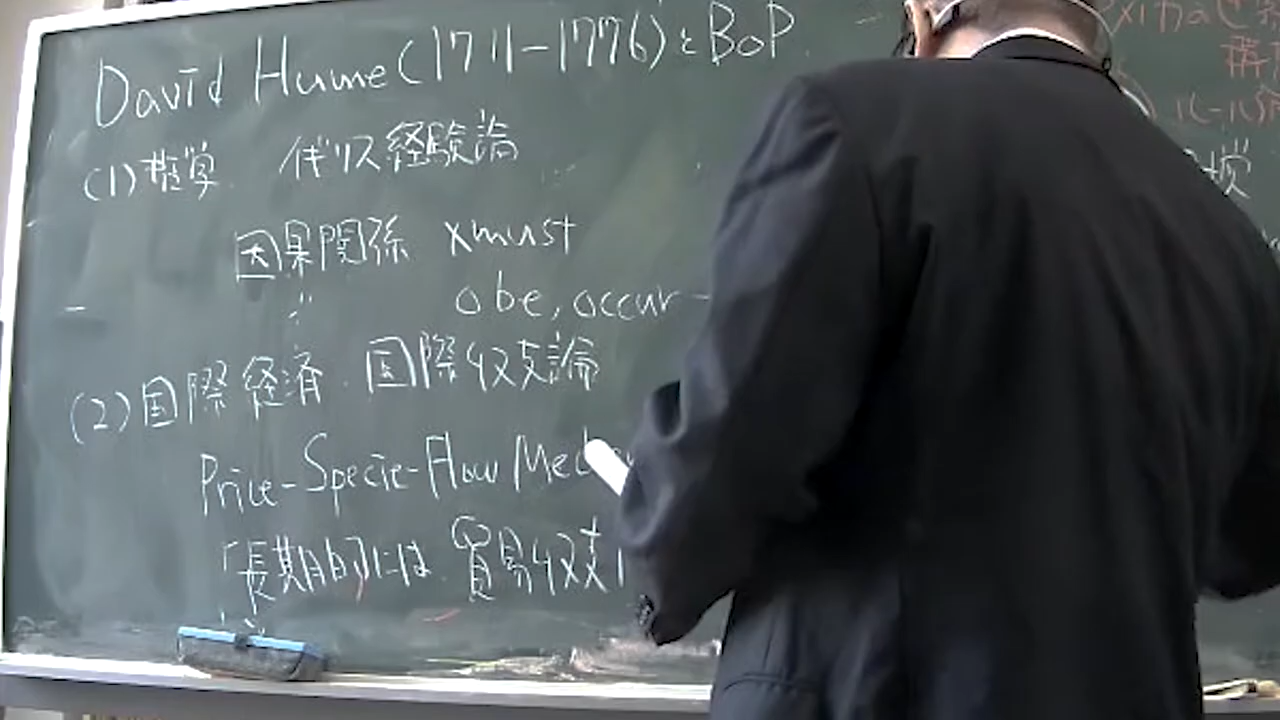 David Hume (1711-1776)とBoP
(1) 哲学 イギリス経験論
因果関係 x must
o be, occur
(2) 国際経済 国際収支論
Price-Specie-Flow
「長期的には 貿易収支